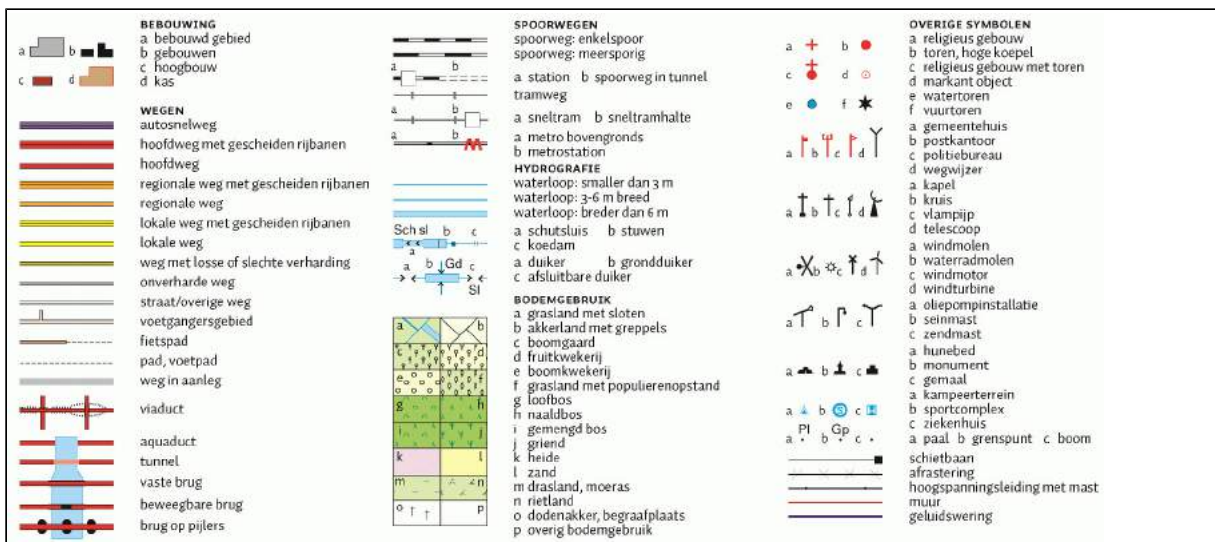 BEBOUWING
a bebouwd gebied
b gebouwen
c hoogbouw
d kas
a b
c d
WEGEN
autosnelweg
hoofdweg met gescheiden rijbanen
hoofdweg
regionale weg met gescheiden rijbanen
regionale weg
lokale weg met gescheiden rijbanen
lokale weg
weg met losse of slechte verharding
onverharde weg
straat/overige weg
voetgangersgebied
fietspad
pad, voetpad
weg in aanleg
viaduct
aquaduct
tunnel
vaste brug
beweegbare brug
brug op pijlers
SPOORWEGEN
spoorweg: enkelspoor
spoorweg: meersporig
a b
a station b spoorweg in tunnel
tramweg
a b
a sneltram b sneltramhalte
a b
a metro bovengronds
b metrostation
HYDROGRAFIE
waterloop: smaller dan 3 m
waterloop: 3-6 m breed
waterloop: breder dan 6 m
Sch sl b c
a
a schutsluis b stuwen
c koedam
a b Gd c
Sl
a duiker b grondduiker
c afsluitbare duiker
BODEMGEBRUIK
a b
c d
e f
g h
i j
k l
m n
o p
a grasland met sloten
b akkerland met greppels
c boomgaard
d fruitkwekerij
e boomkwekerij
f grasland met populierenopstand
g loofbos
h naaldbos
i gemengd bos
j griend
k heide
l zand
m drasland, moeras
n rietland
o dodenakker, begraafplaats
p overig bodemgebruik
OVERIGE SYMBOLEN
a b
c d
e f
a religieus gebouw
b toren, hoge koepel
c religieus gebouw met toren
d markant object
e watertoren
f vuurtoren
a b c d
a gemeentehuis
b postkantoor
c politiebureau
d wegwijzer
a b c d
a kapel
b kruis
c vlampijp
d telescoop
a b c d
a windmolen
b waterradmolen
c windmotor
d windturbine
a b c
a oliepompinstallatie
b seinmast
c zendmast
a b c
a hunebed
b monument
c gemaal
a b c
a kampeerterrein
b sportcomplex
c ziekenhuis
Pl Gp
a b c
a paal b grenspunt c boom
schietbaan
afrastering
hoogspanningsleiding met mast
muur
geluidswering